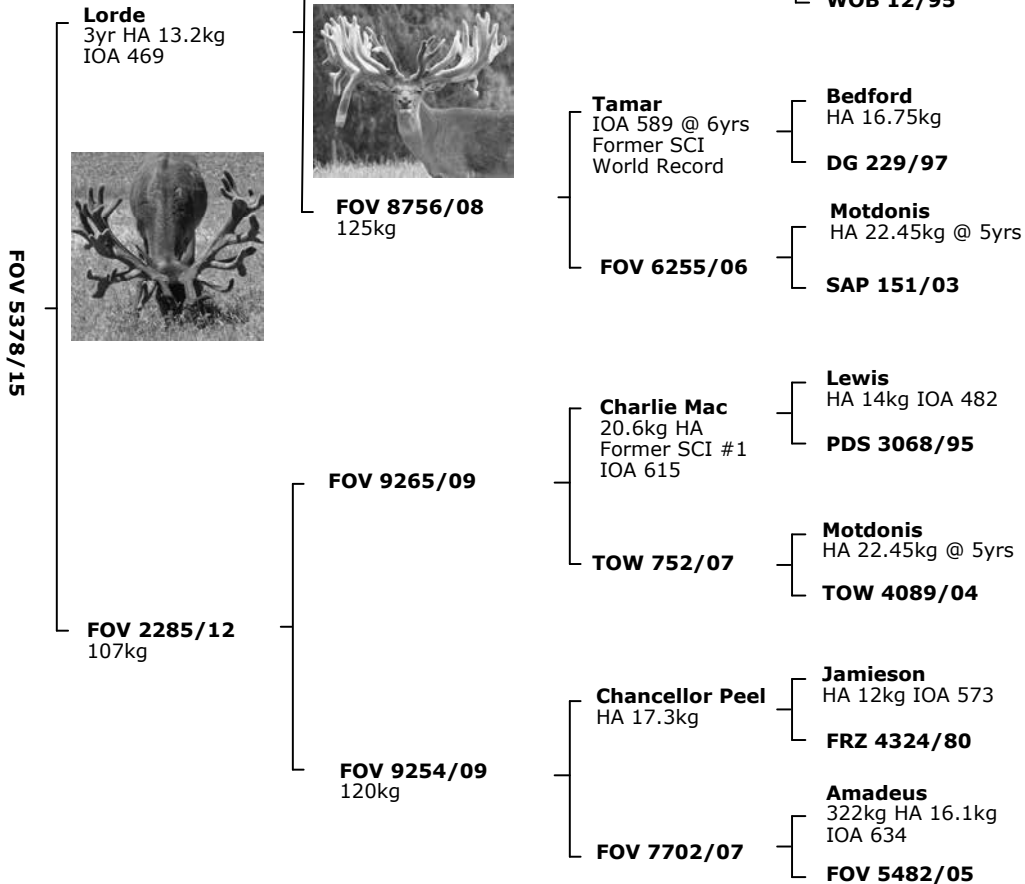 WOB 12/95
Lorde
3yr HA 13.2kg
IOA 469
Tamar
IOA 589 @ 6yrs
Former SCI
World Record
Bedford
HA 16.75kg
DG 229/97
FOV 8756/08
125kg
Motdonis
HA 22.45kg @ 5yrs
FOV 6255/06
SAP 151/03
FOV 5378/15
Lewis
HA 14kg IOA 482
Charlie Mac
20.6kg HA
Former SCI #1
IOA 615
PDS 3068/95
FOV 9265/09
Motdonis
HA 22.45kg @ 5yrs
TOW 752/07
TOW 4089/04
FOV 2285/12
107kg
Jamieson
HA 12kg IOA 573
Chancellor Peel
HA 17.3kg
FRZ 4324/80
FOV 9254/09
120kg
Amadeus
322kg HA 16.1kg
IOA 634
FOV 7702/07
FOV 5482/05